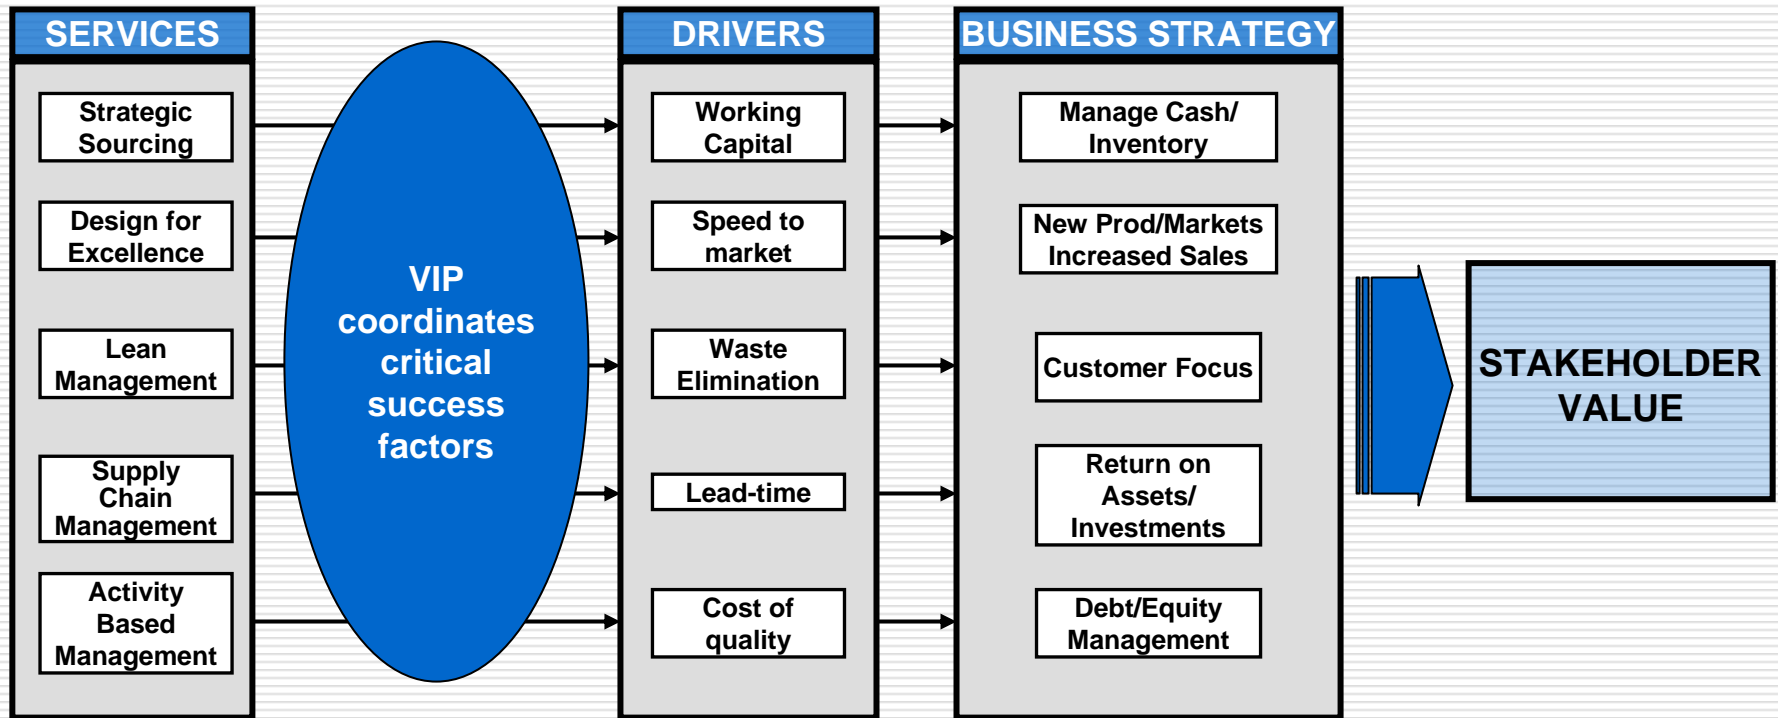 SERVICES
Strategic
Sourcing
Design for
Excellence
Lean
Management
Supply
Chain
Management
Activity
Based
Management
VIP
coordinates
critical
success
factors
DRIVERS
Working
Capital
Speed to
market
Waste
Elimination
Lead-time
Cost of
quality
BUSINESS STRATEGY
Manage Cash/
Inventory
New Prod/Markets
Increased Sales
Customer Focus
Return on
Assets/
Investments
Debt/Equity
Management
STAKEHOLDER
VALUE